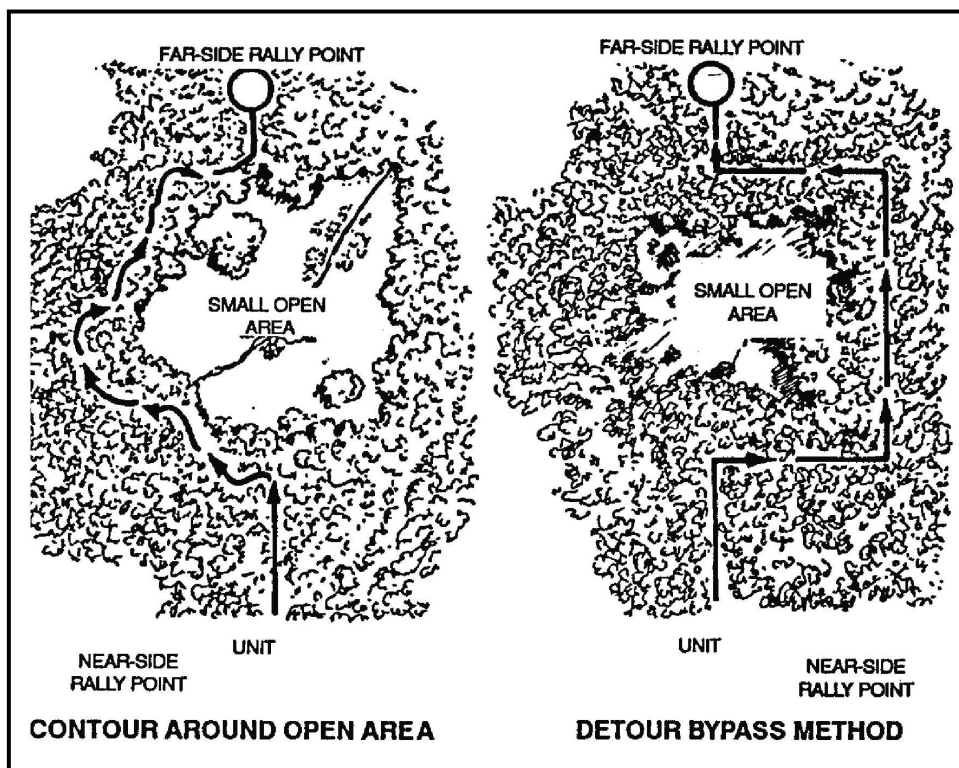 FAR-SIDE RALLY POINT
SMALL OPEN
AREA
UNIT
NEAR-SIDE
RALLY POINT
CONTOUR AROUND OPEN AREA
FAR-SIDE RALLY POINT
SMALL OPEN
AREA
UNIT
NEAR-SIDE
RALLY POINT
DETOUR BYPASS METHOD